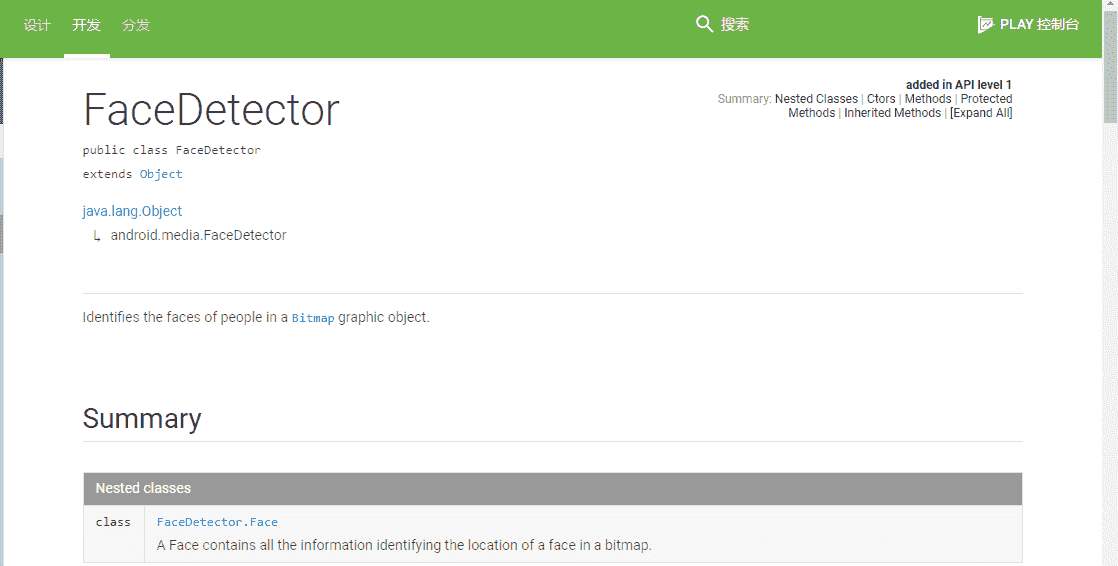 设计 开发 分发 搜索 PLAY 控制台
FaceDetector
added in API level 1
Summary: Nested Classes | Ctors | Methods | Protected
Methods | Inherited Methods | [Expand All]
public class FaceDetector
extends Object
java.lang.Object
↳ android.media.FaceDetector
Identifies the faces of people in a Bitmap graphic object.
Summary
Nested classes
class FaceDetector.Face
A Face contains all the information identifying the location of a face in a bitmap.